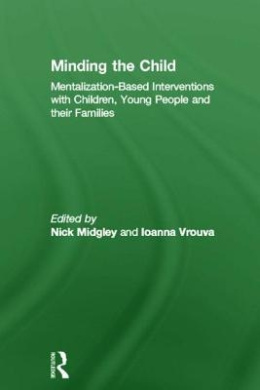 Minding the Child
Mentalization-Based Interventions
with Children, Young People and
their Families
Edited by
Nick Midgley and Ioanna Vrouva
ROUTLEDGE